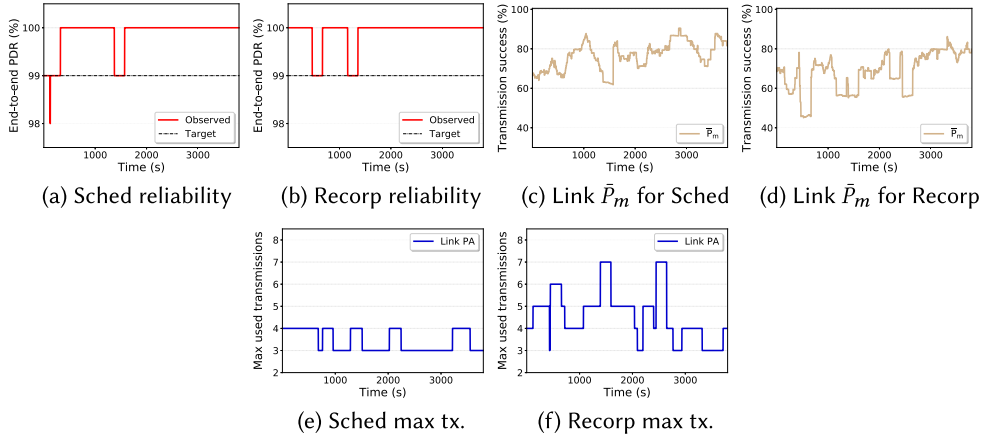 End-to-end PDR (%)
100
99
98
Observed
Target
1000 2000 3000
Time (s)
(a) Sched reliability
End-to-end PDR (%)
100
99
98
Observed
Target
1000 2000 3000
Time (s)
(b) Recorp reliability
Transmission success (%)
100
80
60
40
P̅m
1000 2000 3000
Time (s)
(c) Link P̄m for Sched
Transmission success (%)
100
80
60
40
P̅m
1000 2000 3000
Time (s)
(d) Link P̄m for Recorp
Max used transmissions
8
7
6
5
4
3
2
Link PA
1000 2000 3000
Time (s)
(e) Sched max tx.
Max used transmissions
8
7
6
5
4
3
2
Link PA
1000 2000 3000
Time (s)
(f) Recorp max tx.